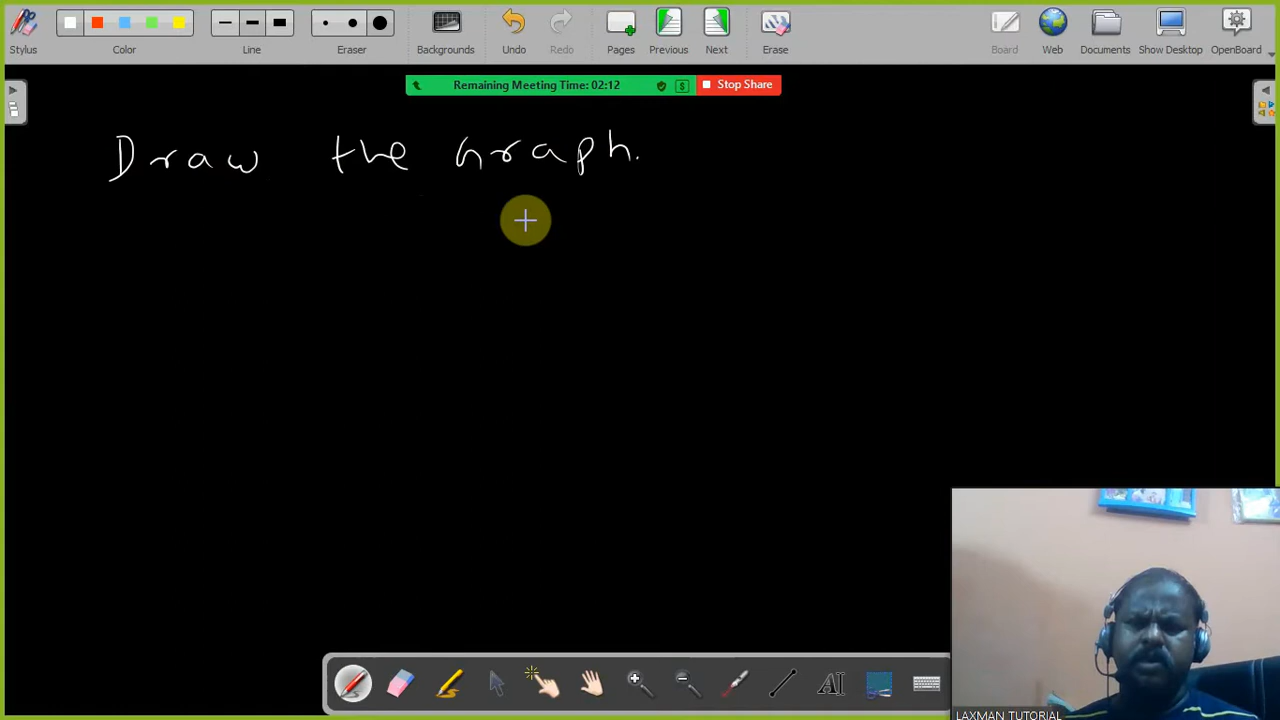 Stylus Color Line Eraser Backgrounds Undo Redo Pages Previous Next Erase Board Web Documents Show Desktop OpenBoard
Remaining Meeting Time: 02:12 $ Stop Share
Draw the Graph.
AI
LAXMAN TUTORIAL